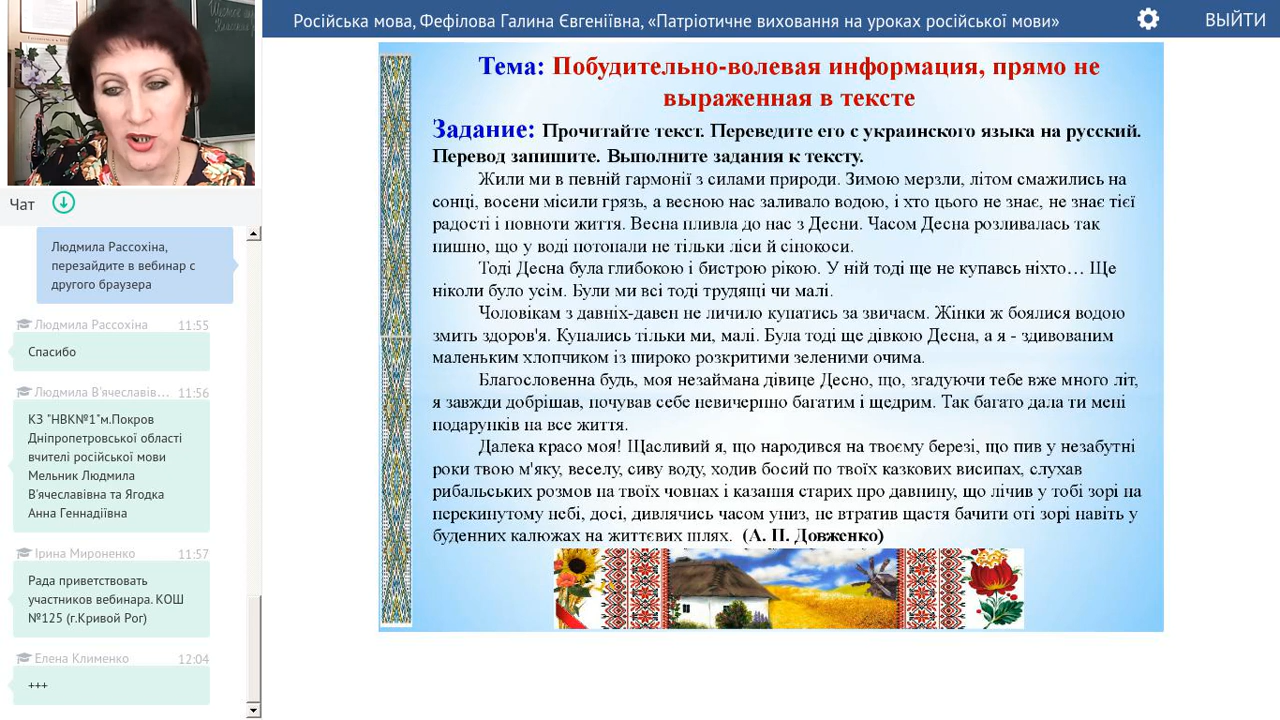 Російська мова, Фефілова Галина Євгеніївна, «Патріотичне виховання на уроках російської мови»
ВЫЙТИ
Чат
Людмила Рассохіна,
перезайдите в вебинар с
другого браузера
Людмила Рассохіна 11:55
Спасибо
Людмила В'ячеславів... 11:56
КЗ "НВК№1"м.Покров
Дніпропетровської області
вчителі російської мови
Мельник Людмила
В'ячеславівна та Ягодка
Анна Геннадіївна
Ірина Мироненко 11:57
Рада приветствовать
участников вебинара. КОШ
№125 (г.Кривой Рог)
Елена Клименко 12:04
+++
Тема: Побудительно-волевая информация, прямо не
выраженная в тексте
Задание: Прочитайте текст. Переведите его с украинского языка на русский.
Перевод запишите. Выполните задания к тексту.
Жили ми в певній гармонії з силами природи. Зимою мерзли, літом смажились на
сонці, восени місили грязь, а весною нас заливало водою, і хто цього не знає, не знає тієї
радості і повноти життя. Весна пливла до нас з Десни. Часом Десна розливалась так
пишно, що у воді потопали не тільки ліси й сінокоси.
Тоді Десна була глибокою і бистрою рікою. У ній тоді ще не купавсь ніхто… Ще
ніколи було усім. Були ми всі тоді трудящі чи малі.
Чоловікам з давніх-давен не личило купатись за звичаєм. Жінки ж боялися водою
змить здоров'я. Купались тільки ми, малі. Була тоді ще дівкою Десна, а я - здивованим
маленьким хлопчиком із широко розкритими зеленими очима.
Благословенна будь, моя незаймана дівице Десно, що, згадуючи тебе вже много літ,
я завжди добрішав, почував себе невичерпно багатим і щедрим. Так багато дала ти мені
подарунків на все життя.
Далека красо моя! Щасливий я, що народився на твоєму березі, що пив у незабутні
роки твою м'яку, веселу, сиву воду, ходив босий по твоїх казкових висипах, слухав
рибальських розмов на твоїх човнах і казання старих про давнину, що лічив у тобі зорі на
перекинутому небі, досі, дивлячись часом униз, не втратив щастя бачити оті зорі навіть у
буденних калюжах на життєвих шлях. (А. П. Довженко)